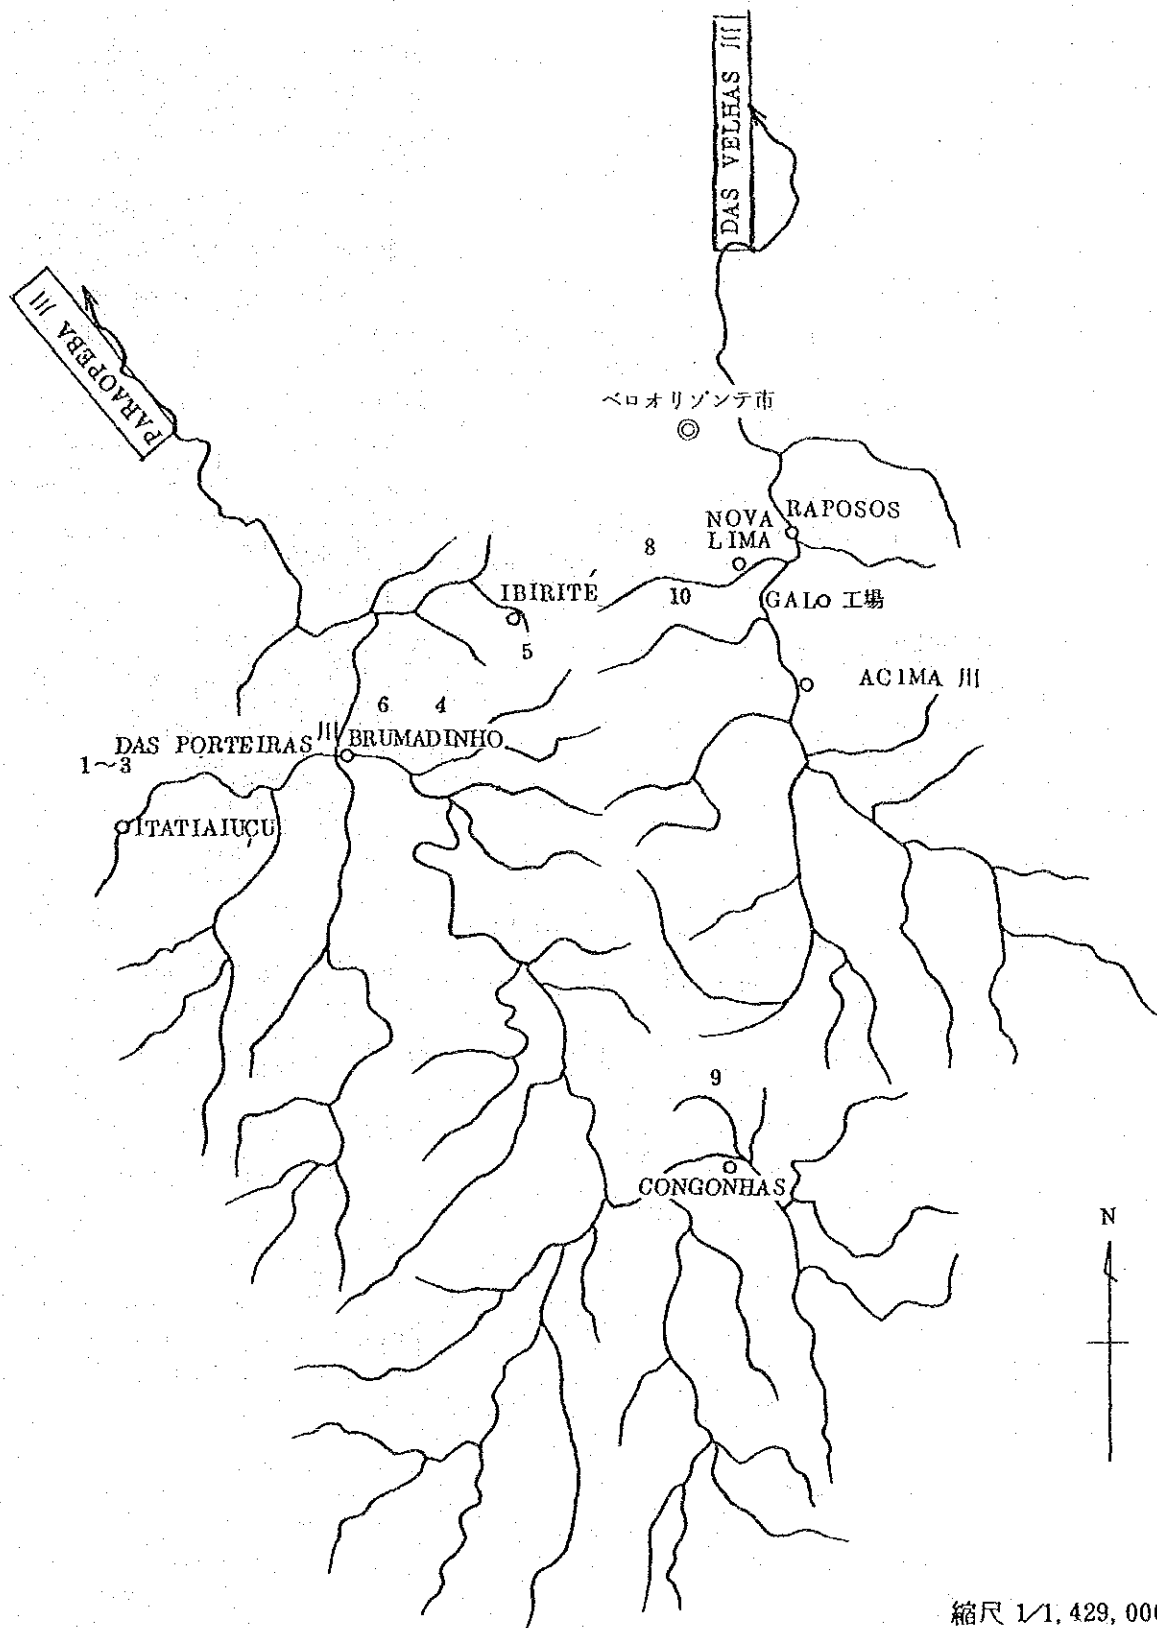 DAS VELHAS 川
PARAOPEBA 川
ベロオリゾンテ市
RAPOSOS
NOVA
LIMA
8
IBIRITÉ
10
GALO 工場
5
ACIMA 川
6
4
DAS PORTEIRAS 川
BRUMADINHO
1~3
ITATIAIUÇU
9
CONGONHAS
N
縮尺 1/1,429,000